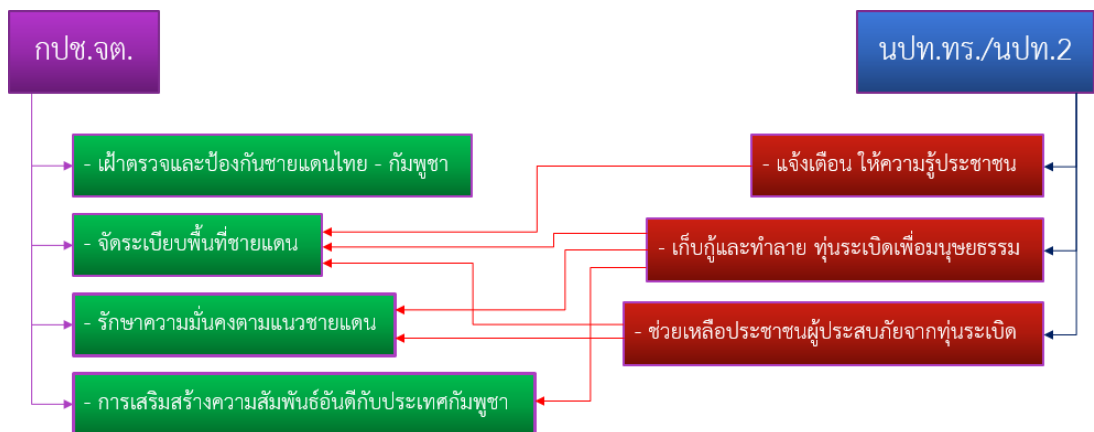 กปช.จต.
นปท.ทร./นปท.2
- เฝ้าตรวจและป้องกันชายแดนไทย - กัมพูชา
- แจ้งเตือน ให้ความรู้ประชาชน
- จัดระเบียบพื้นที่ชายแดน
- เก็บกู้และทำลาย ทุ่นระเบิดเพื่อมนุษยธรรม
- รักษาความมั่นคงตามแนวชายแดน
- ช่วยเหลือประชาชนผู้ประสบภัยจากทุ่นระเบิด
- การเสริมสร้างความสัมพันธ์อันดีกับประเทศกัมพูชา